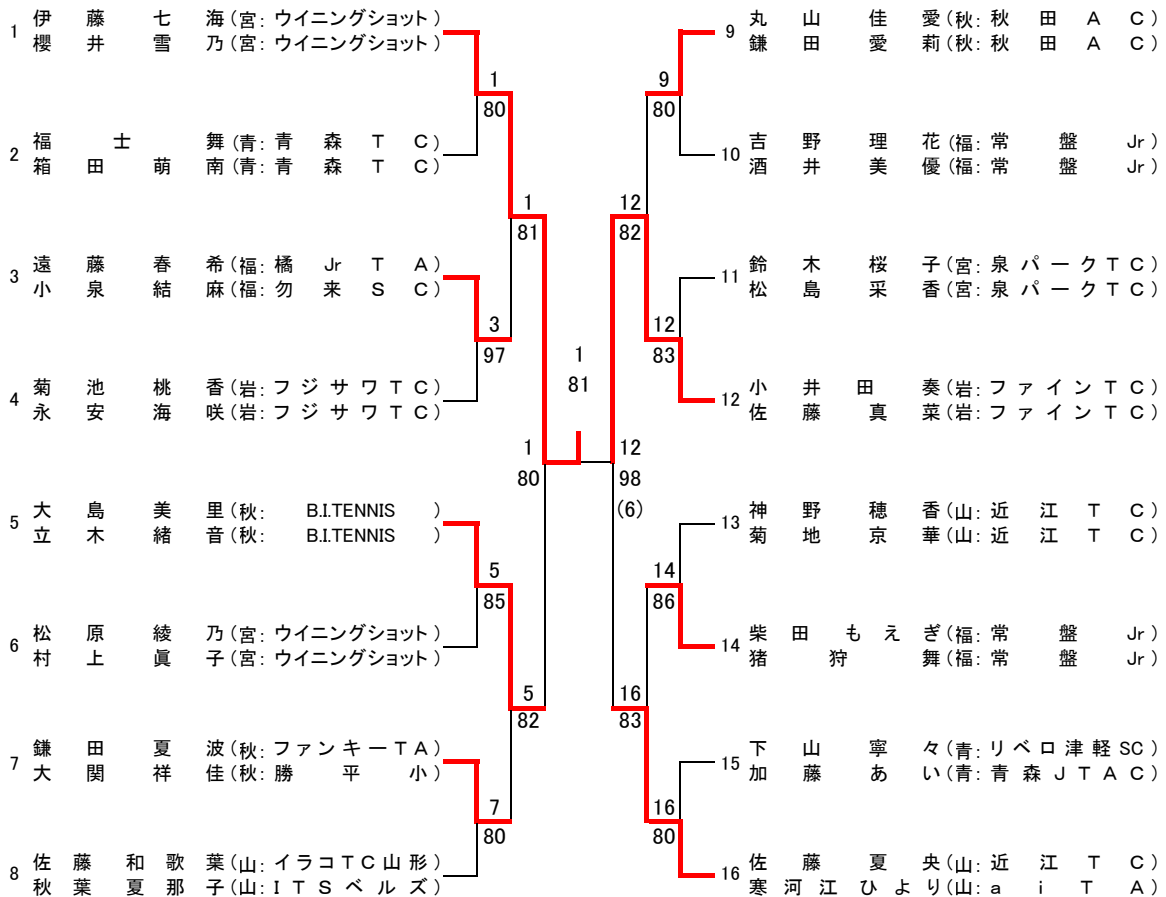 1 伊藤七海(宮:ウイニングショット)
櫻井雪乃(宮:ウイニングショット)
2 福士舞(青:青森TC)
箱田萌南(青:青森TC)
3 遠藤春希(福:橘JrTA)
小泉結麻(福:勿来SC)
4 菊池桃香(岩:フジサワTC)
永安海咲(岩:フジサワTC)
5 大島美里(秋:B.I.TENNIS)
立木緒音(秋:B.I.TENNIS)
6 松原綾乃(宮:ウイニングショット)
村上眞子(宮:ウイニングショット)
7 鎌田夏波(秋:ファンキーTA)
大関祥佳(秋:勝平小)
8 佐藤和歌葉(山:イラコTC山形)
秋葉夏那子(山:ITSベルズ)
1
80
3
97
5
85
7
80
1
81
5
82
1
80
1
81
12
98
(6)
12
82
16
83
9
80
12
83
14
86
16
80
9 丸山佳愛(秋:秋田AC)
鎌田愛莉(秋:秋田AC)
10 吉野理花(福:常盤Jr)
酒井美優(福:常盤Jr)
11 鈴木桜子(宮:泉パークTC)
松島采香(宮:泉パークTC)
12 小井田奏(岩:ファインTC)
佐藤真菜(岩:ファインTC)
13 神野穂香(山:近江TC)
菊地京華(山:近江TC)
14 柴田もえぎ(福:常盤Jr)
猪狩舞(福:常盤Jr)
15 下山寧々(青:リベロ津軽SC)
加藤あい(青:青森JTAC)
16 佐藤夏央(山:近江TC)
寒河江ひより(山:aiTA)